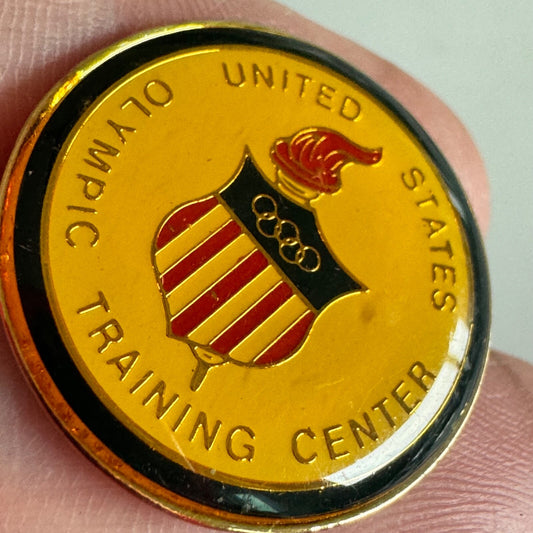 UNITED STATES
OLYMPIC TRAINING CENTER